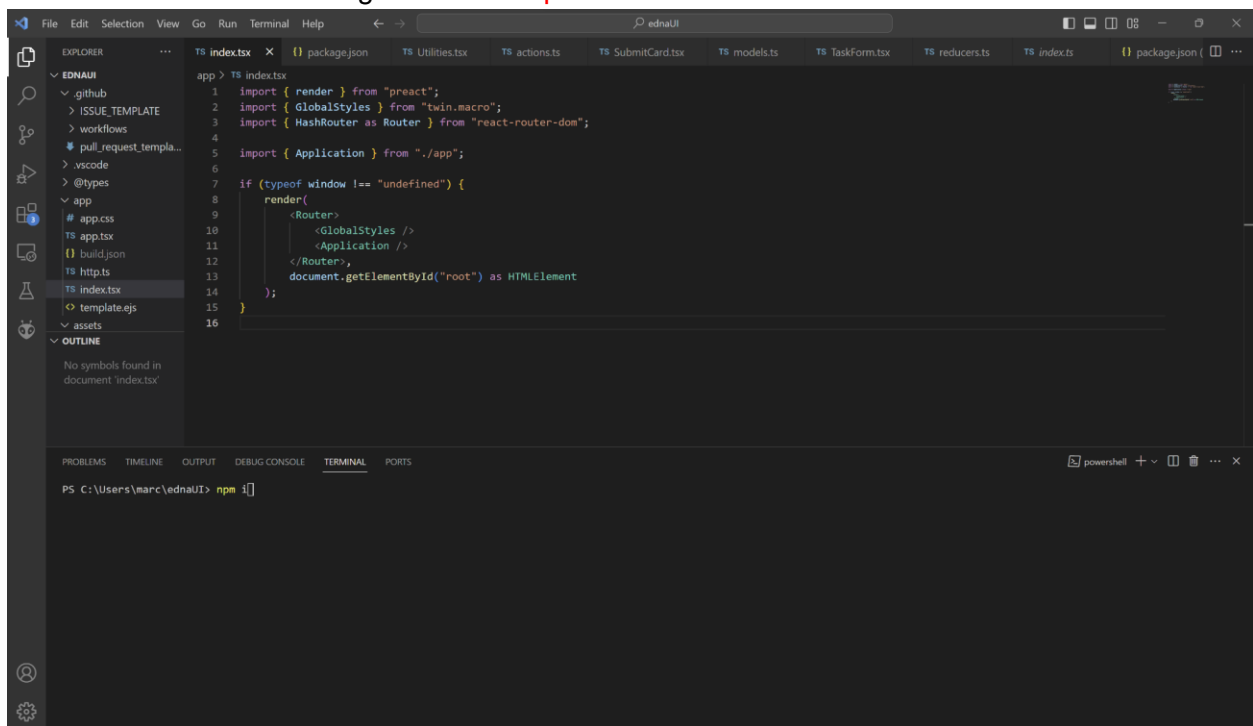 File Edit Selection View Go Run Terminal Help ednaUI
EXPLORER
EDNAUI
.github
ISSUE_TEMPLATE
workflows
pull_request_templa...
.vscode
@types
app
# app.css
TS app.tsx
{} build.json
TS http.ts
TS index.tsx
<> template.ejs
assets
OUTLINE
No symbols found in
document 'index.tsx'
TS index.tsx {} package.json TS Utilities.tsx TS actions.ts TS SubmitCard.tsx TS models.ts TS TaskForm.tsx TS reducers.ts TS index.ts {} package.json (
app > TS index.tsx
1 import { render } from "preact";
2 import { GlobalStyles } from "twin.macro";
3 import { HashRouter as Router } from "react-router-dom";
4
5 import { Application } from "./app";
6
7 if (typeof window !== "undefined") {
8 render(
9 <Router>
10 <GlobalStyles />
11 <Application />
12 </Router>,
13 document.getElementById("root") as HTMLElement
14 );
15 }
16
PROBLEMS TIMELINE OUTPUT DEBUG CONSOLE TERMINAL PORTS powershell
PS C:\Users\marc\ednaUI> npm i
3